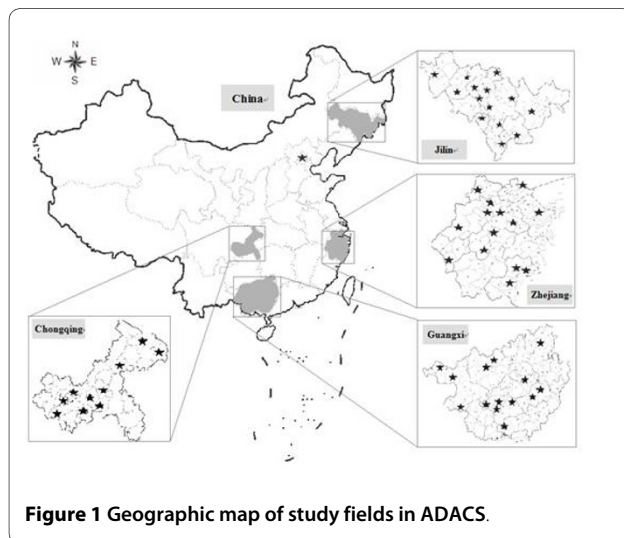 N
W E
S
China
Jilin
Zhejiang
Chongqing
Guangxi
Figure 1 Geographic map of study fields in ADACS.